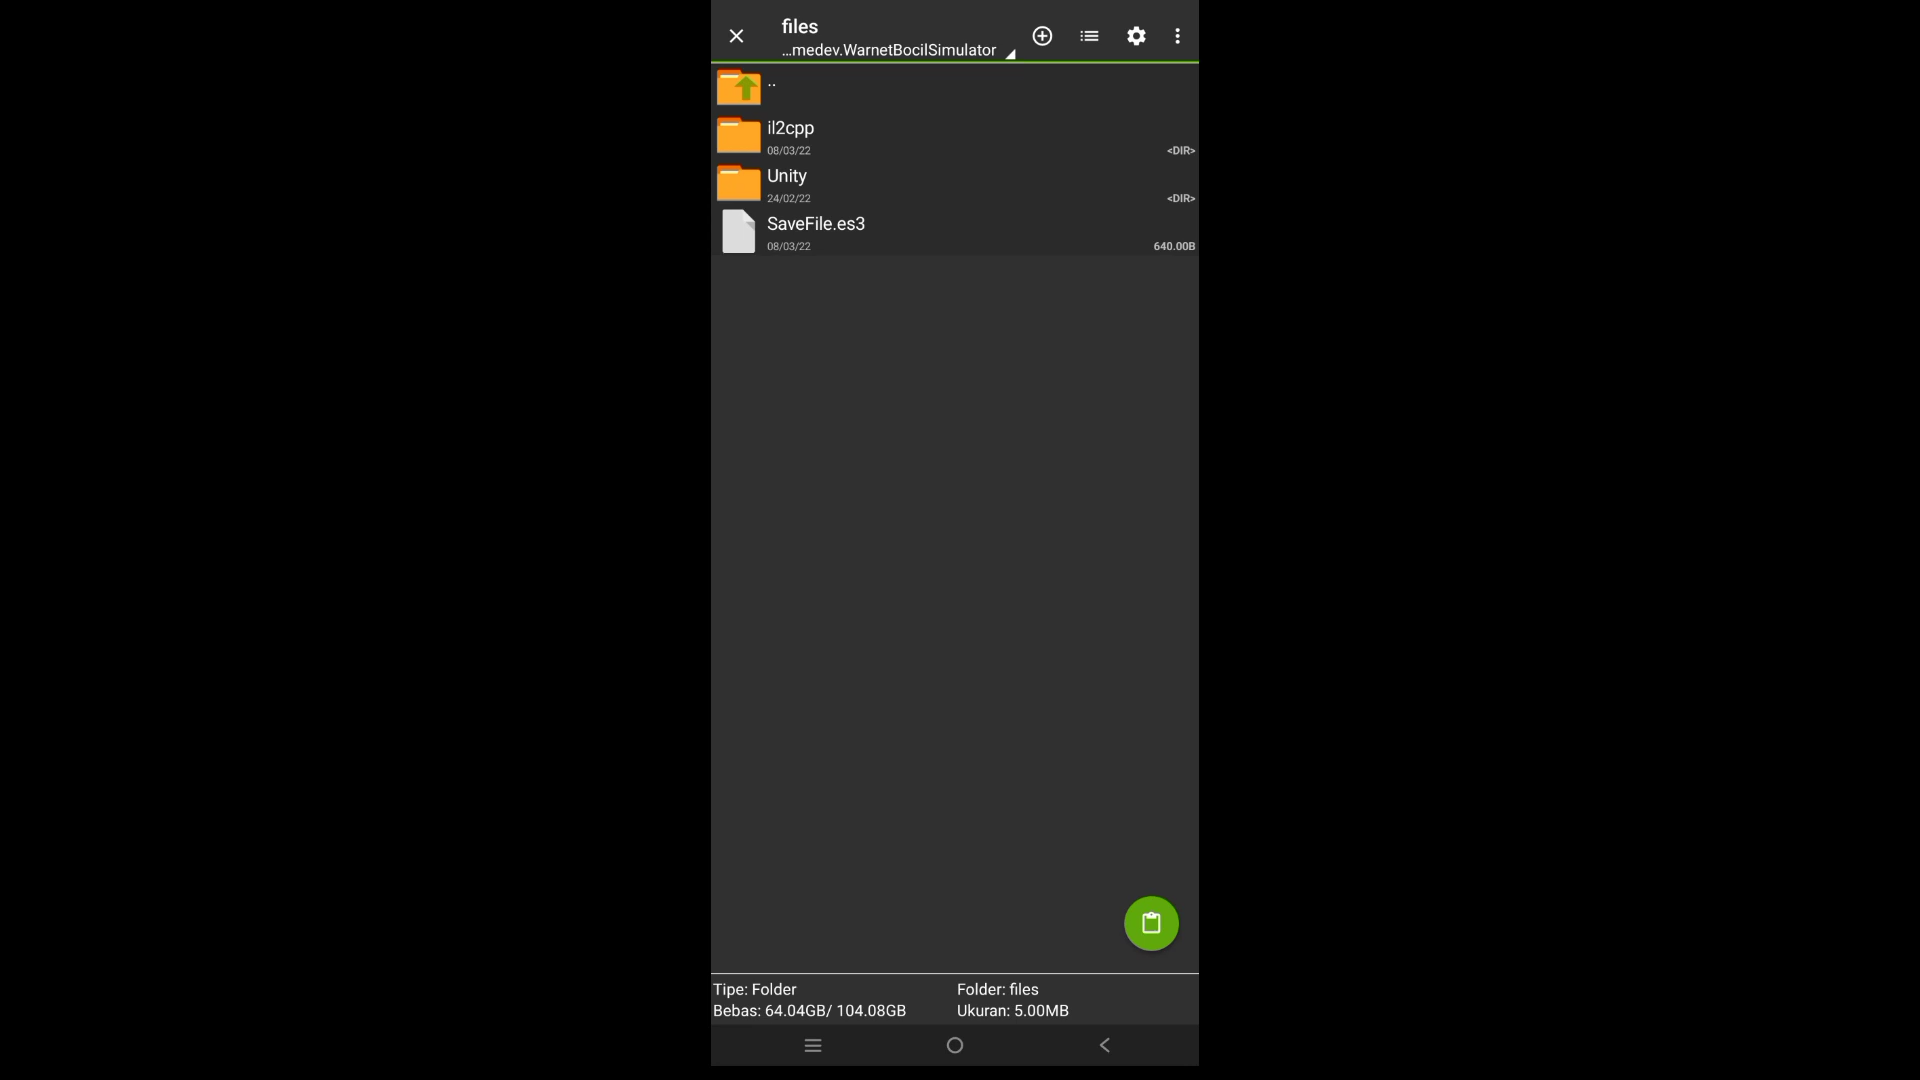 files
...medev.WarnetBocilSimulator
..
il2cpp
08/03/22 <DIR>
Unity
24/02/22 <DIR>
SaveFile.es3
08/03/22 640.00B
Tipe: Folder Folder: files
Bebas: 64.04GB/ 104.08GB Ukuran: 5.00MB